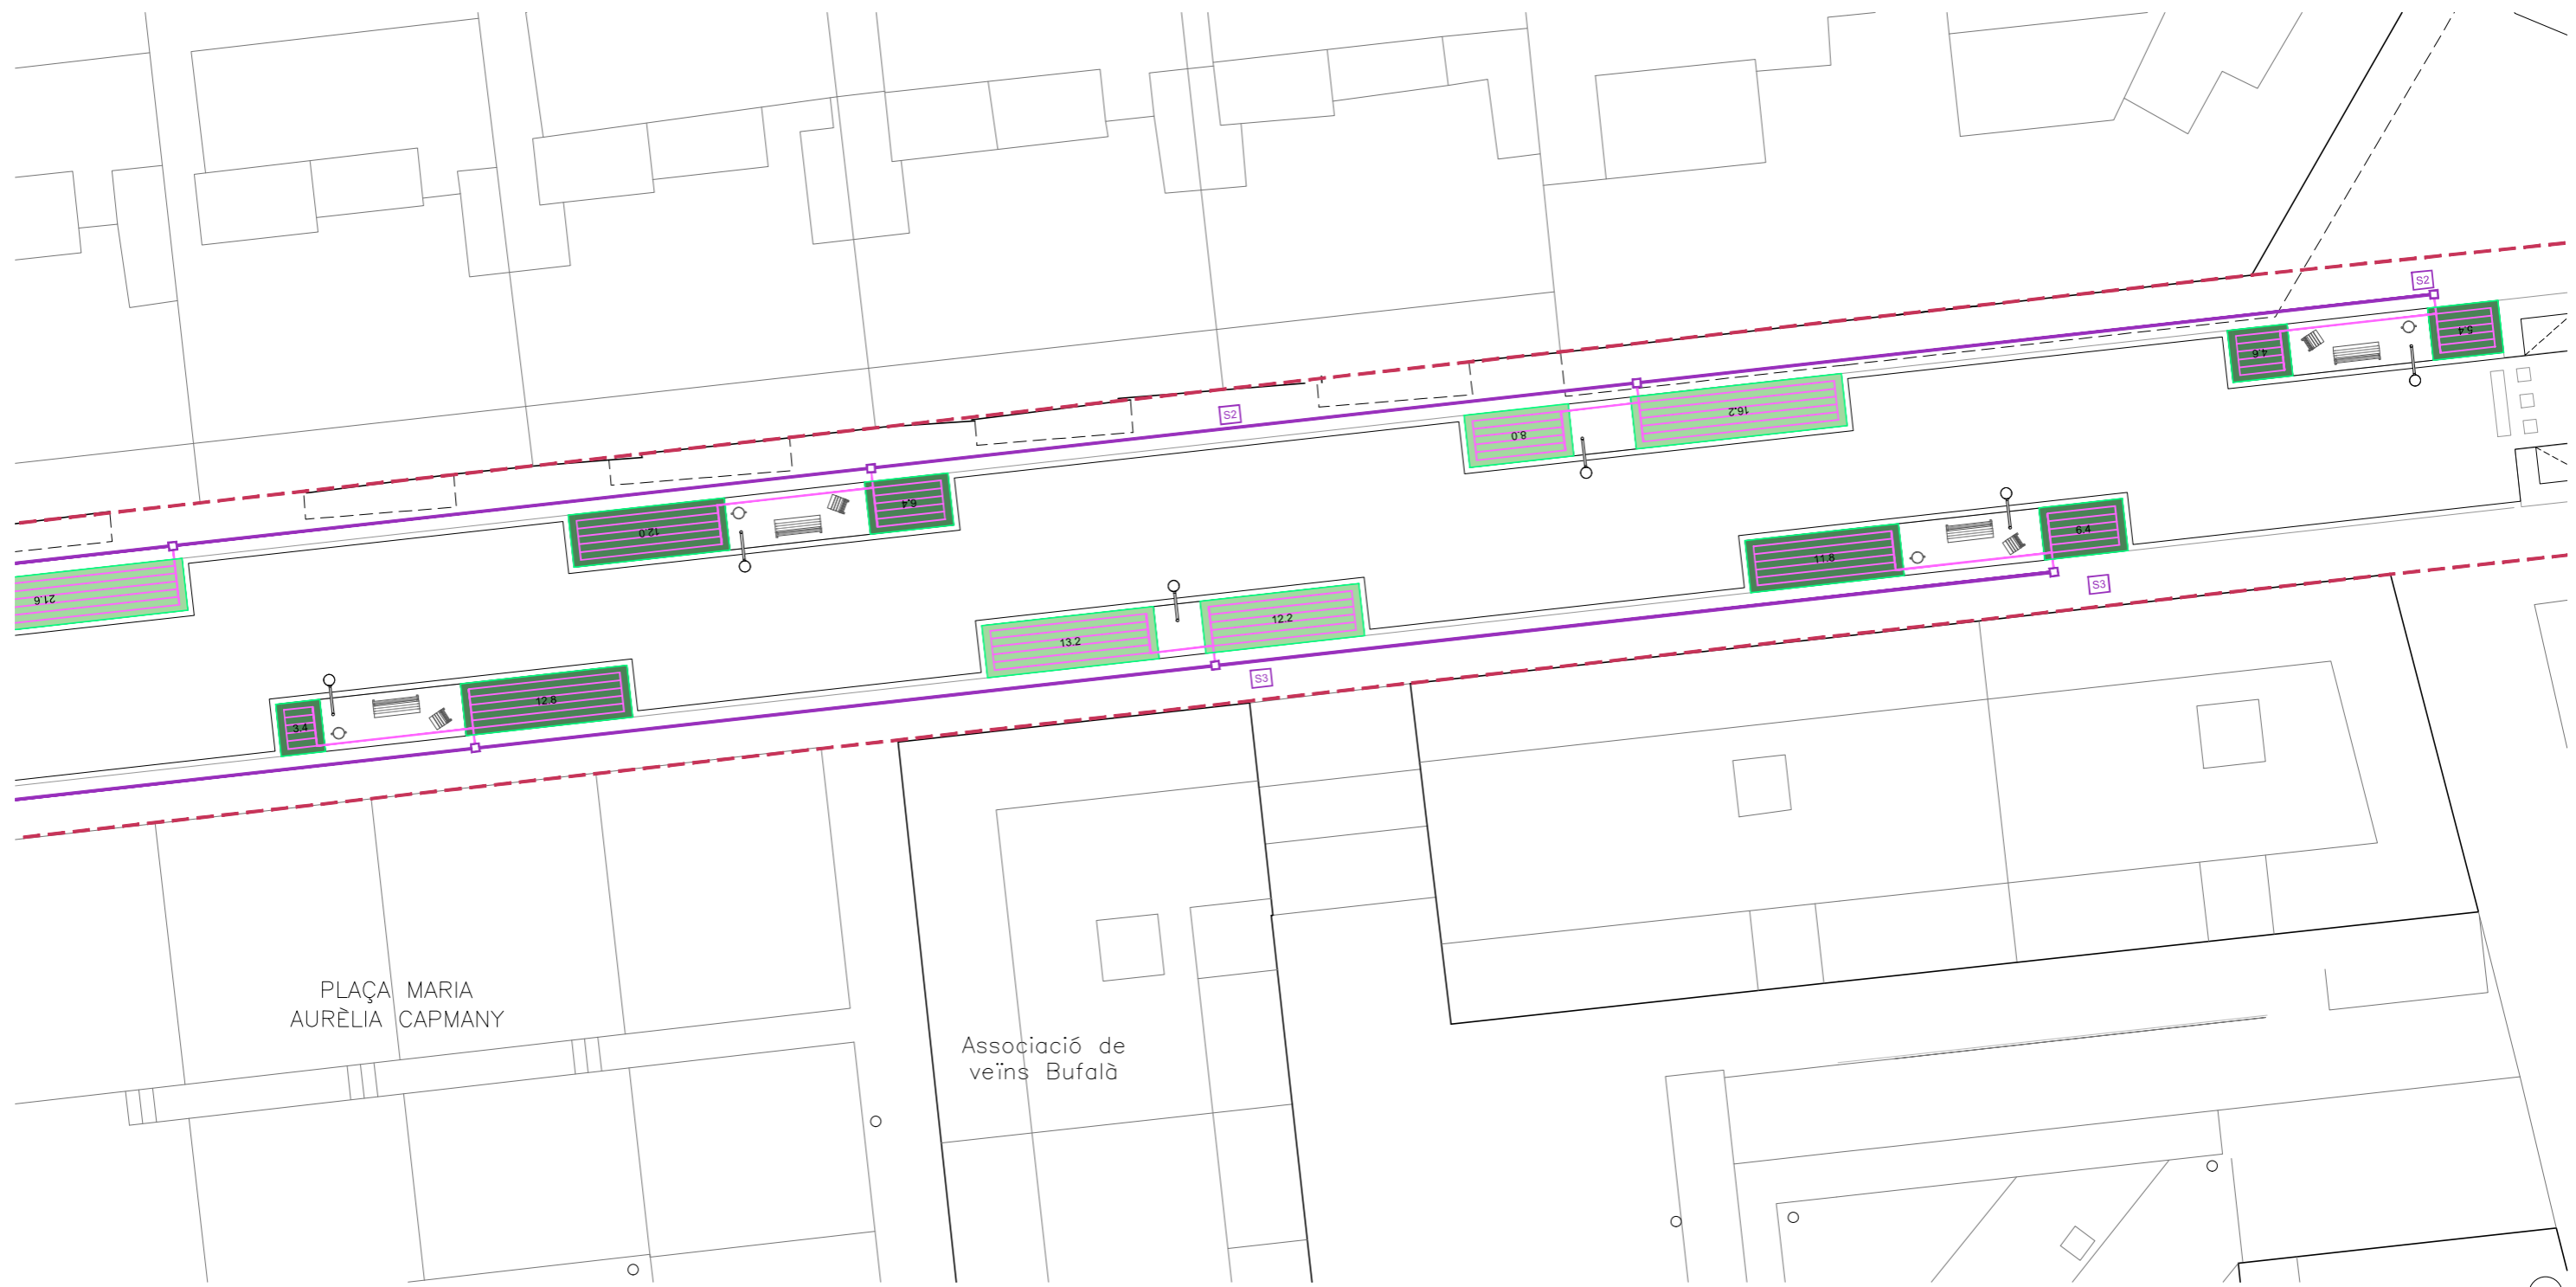 S2
5.4
4.6
16.2
8.0
S2
6.4
12.0
21.6
6.4
11.8
S3
12.2
13.2
S3
12.8
3.4
PLAÇA MARIA
AURÈLIA CAPMANY
Associació de
veïns Bufalà